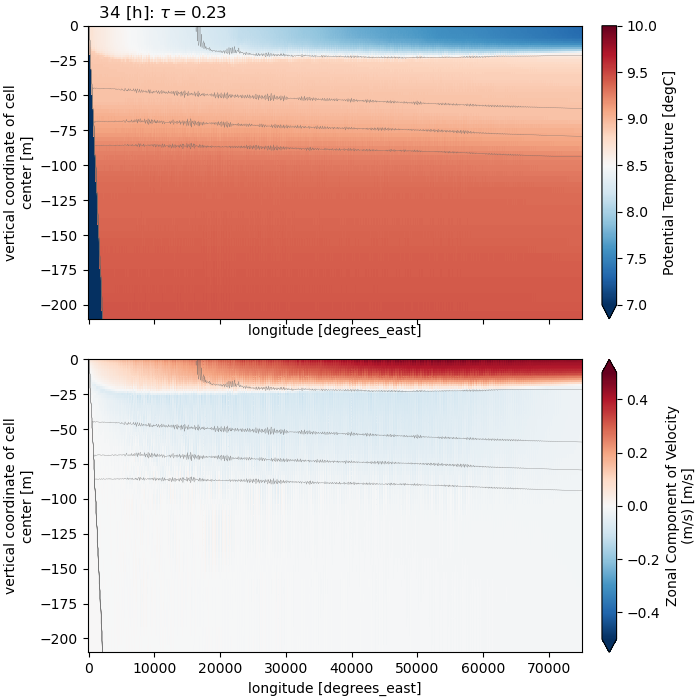 34 [h]: τ = 0.23
0
−25
−50
−75
−100
−125
−150
−175
−200
vertical coordinate of cell
center [m]
longitude [degrees_east]
10.0
9.5
9.0
8.5
8.0
7.5
7.0
Potential Temperature [degC]
0
−25
−50
−75
−100
−125
−150
−175
−200
vertical coordinate of cell
center [m]
0 10000 20000 30000 40000 50000 60000 70000
longitude [degrees_east]
0.4
0.2
0.0
−0.2
−0.4
Zonal Component of Velocity
(m/s) [m/s]